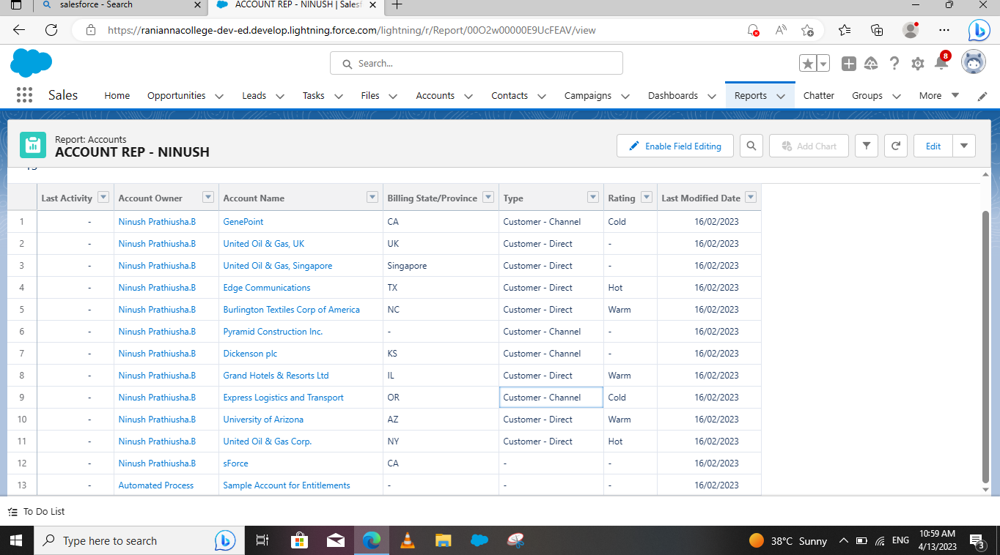 salesforce - Search
ACCOUNT REP - NINUSH | Salesf
https://raniannacollege-dev-ed.develop.lightning.force.com/lightning/r/Report/00O2w00000E9UcFEAV/view
Search...
8
Sales Home Opportunities Leads Tasks Files Accounts Contacts Campaigns Dashboards Reports Chatter Groups More
Report: Accounts
ACCOUNT REP - NINUSH
Enable Field Editing Add Chart Edit
Last Activity Account Owner Account Name Billing State/Province Type Rating Last Modified Date
1 - Ninush Prathiusha.B GenePoint CA Customer - Channel Cold 16/02/2023
2 - Ninush Prathiusha.B United Oil & Gas, UK UK Customer - Direct - 16/02/2023
3 - Ninush Prathiusha.B United Oil & Gas, Singapore Singapore Customer - Direct - 16/02/2023
4 - Ninush Prathiusha.B Edge Communications TX Customer - Direct Hot 16/02/2023
5 - Ninush Prathiusha.B Burlington Textiles Corp of America NC Customer - Direct Warm 16/02/2023
6 - Ninush Prathiusha.B Pyramid Construction Inc. - Customer - Channel - 16/02/2023
7 - Ninush Prathiusha.B Dickenson plc KS Customer - Channel - 16/02/2023
8 - Ninush Prathiusha.B Grand Hotels & Resorts Ltd IL Customer - Direct Warm 16/02/2023
9 - Ninush Prathiusha.B Express Logistics and Transport OR Customer - Channel Cold 16/02/2023
10 - Ninush Prathiusha.B University of Arizona AZ Customer - Direct Warm 16/02/2023
11 - Ninush Prathiusha.B United Oil & Gas Corp. NY Customer - Direct Hot 16/02/2023
12 - Ninush Prathiusha.B sForce CA - - 16/02/2023
13 - Automated Process Sample Account for Entitlements - - - 16/02/2023
To Do List
Type here to search
38°C Sunny
ENG
10:59 AM
4/13/2023
3